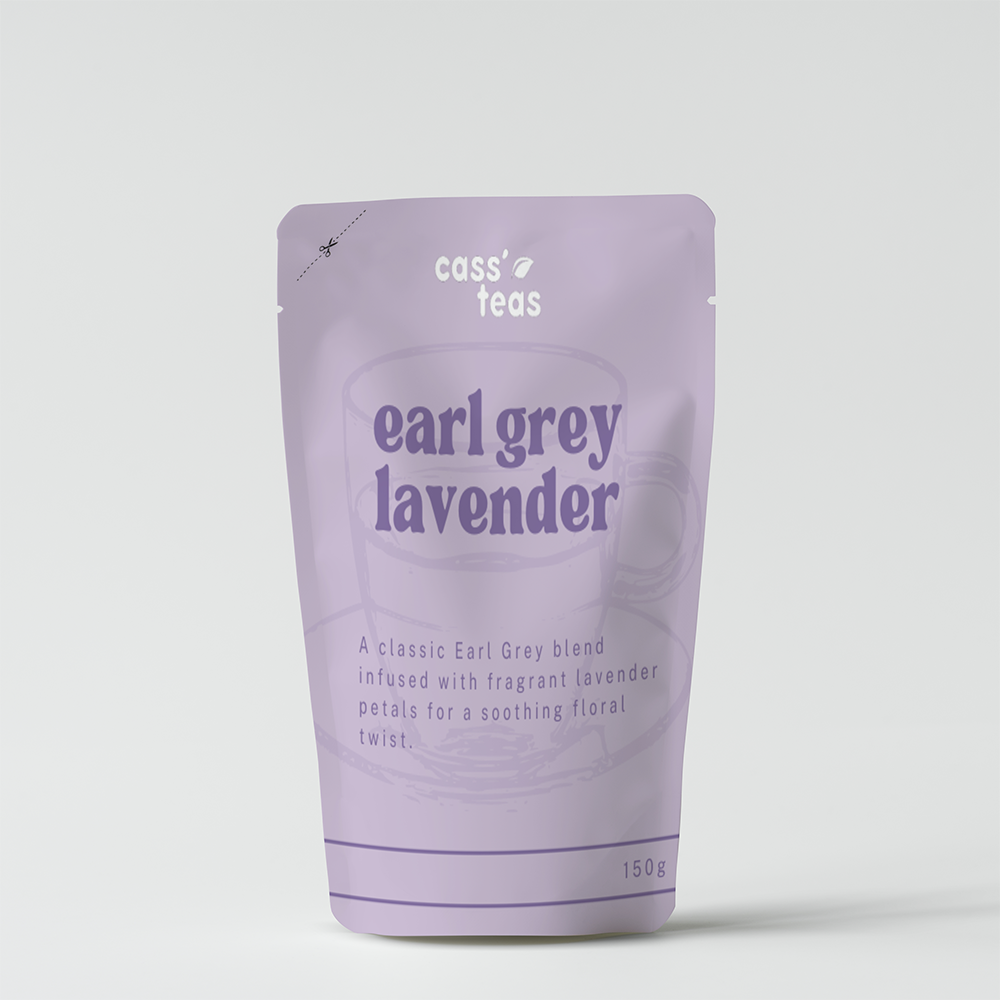 cass'
teas
earl grey
lavender
A classic Earl Grey blend
infused with fragrant lavender
petals for a soothing floral
twist.
150g